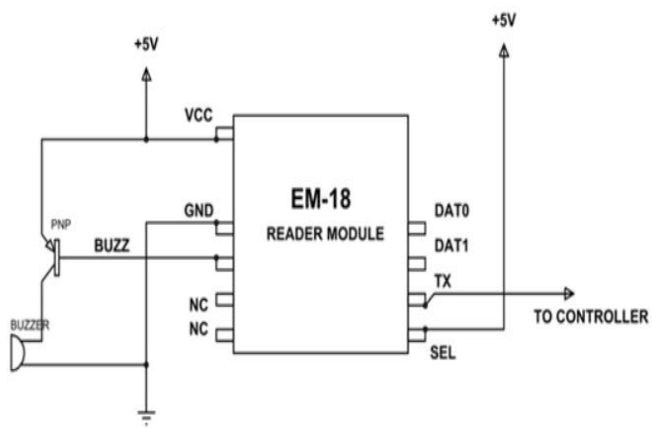 +5V
+5V
VCC
EM-18
READER MODULE
GND
DAT0
PNP
BUZZ
DAT1
TX
NC
TO CONTROLLER
BUZZER
NC
SEL